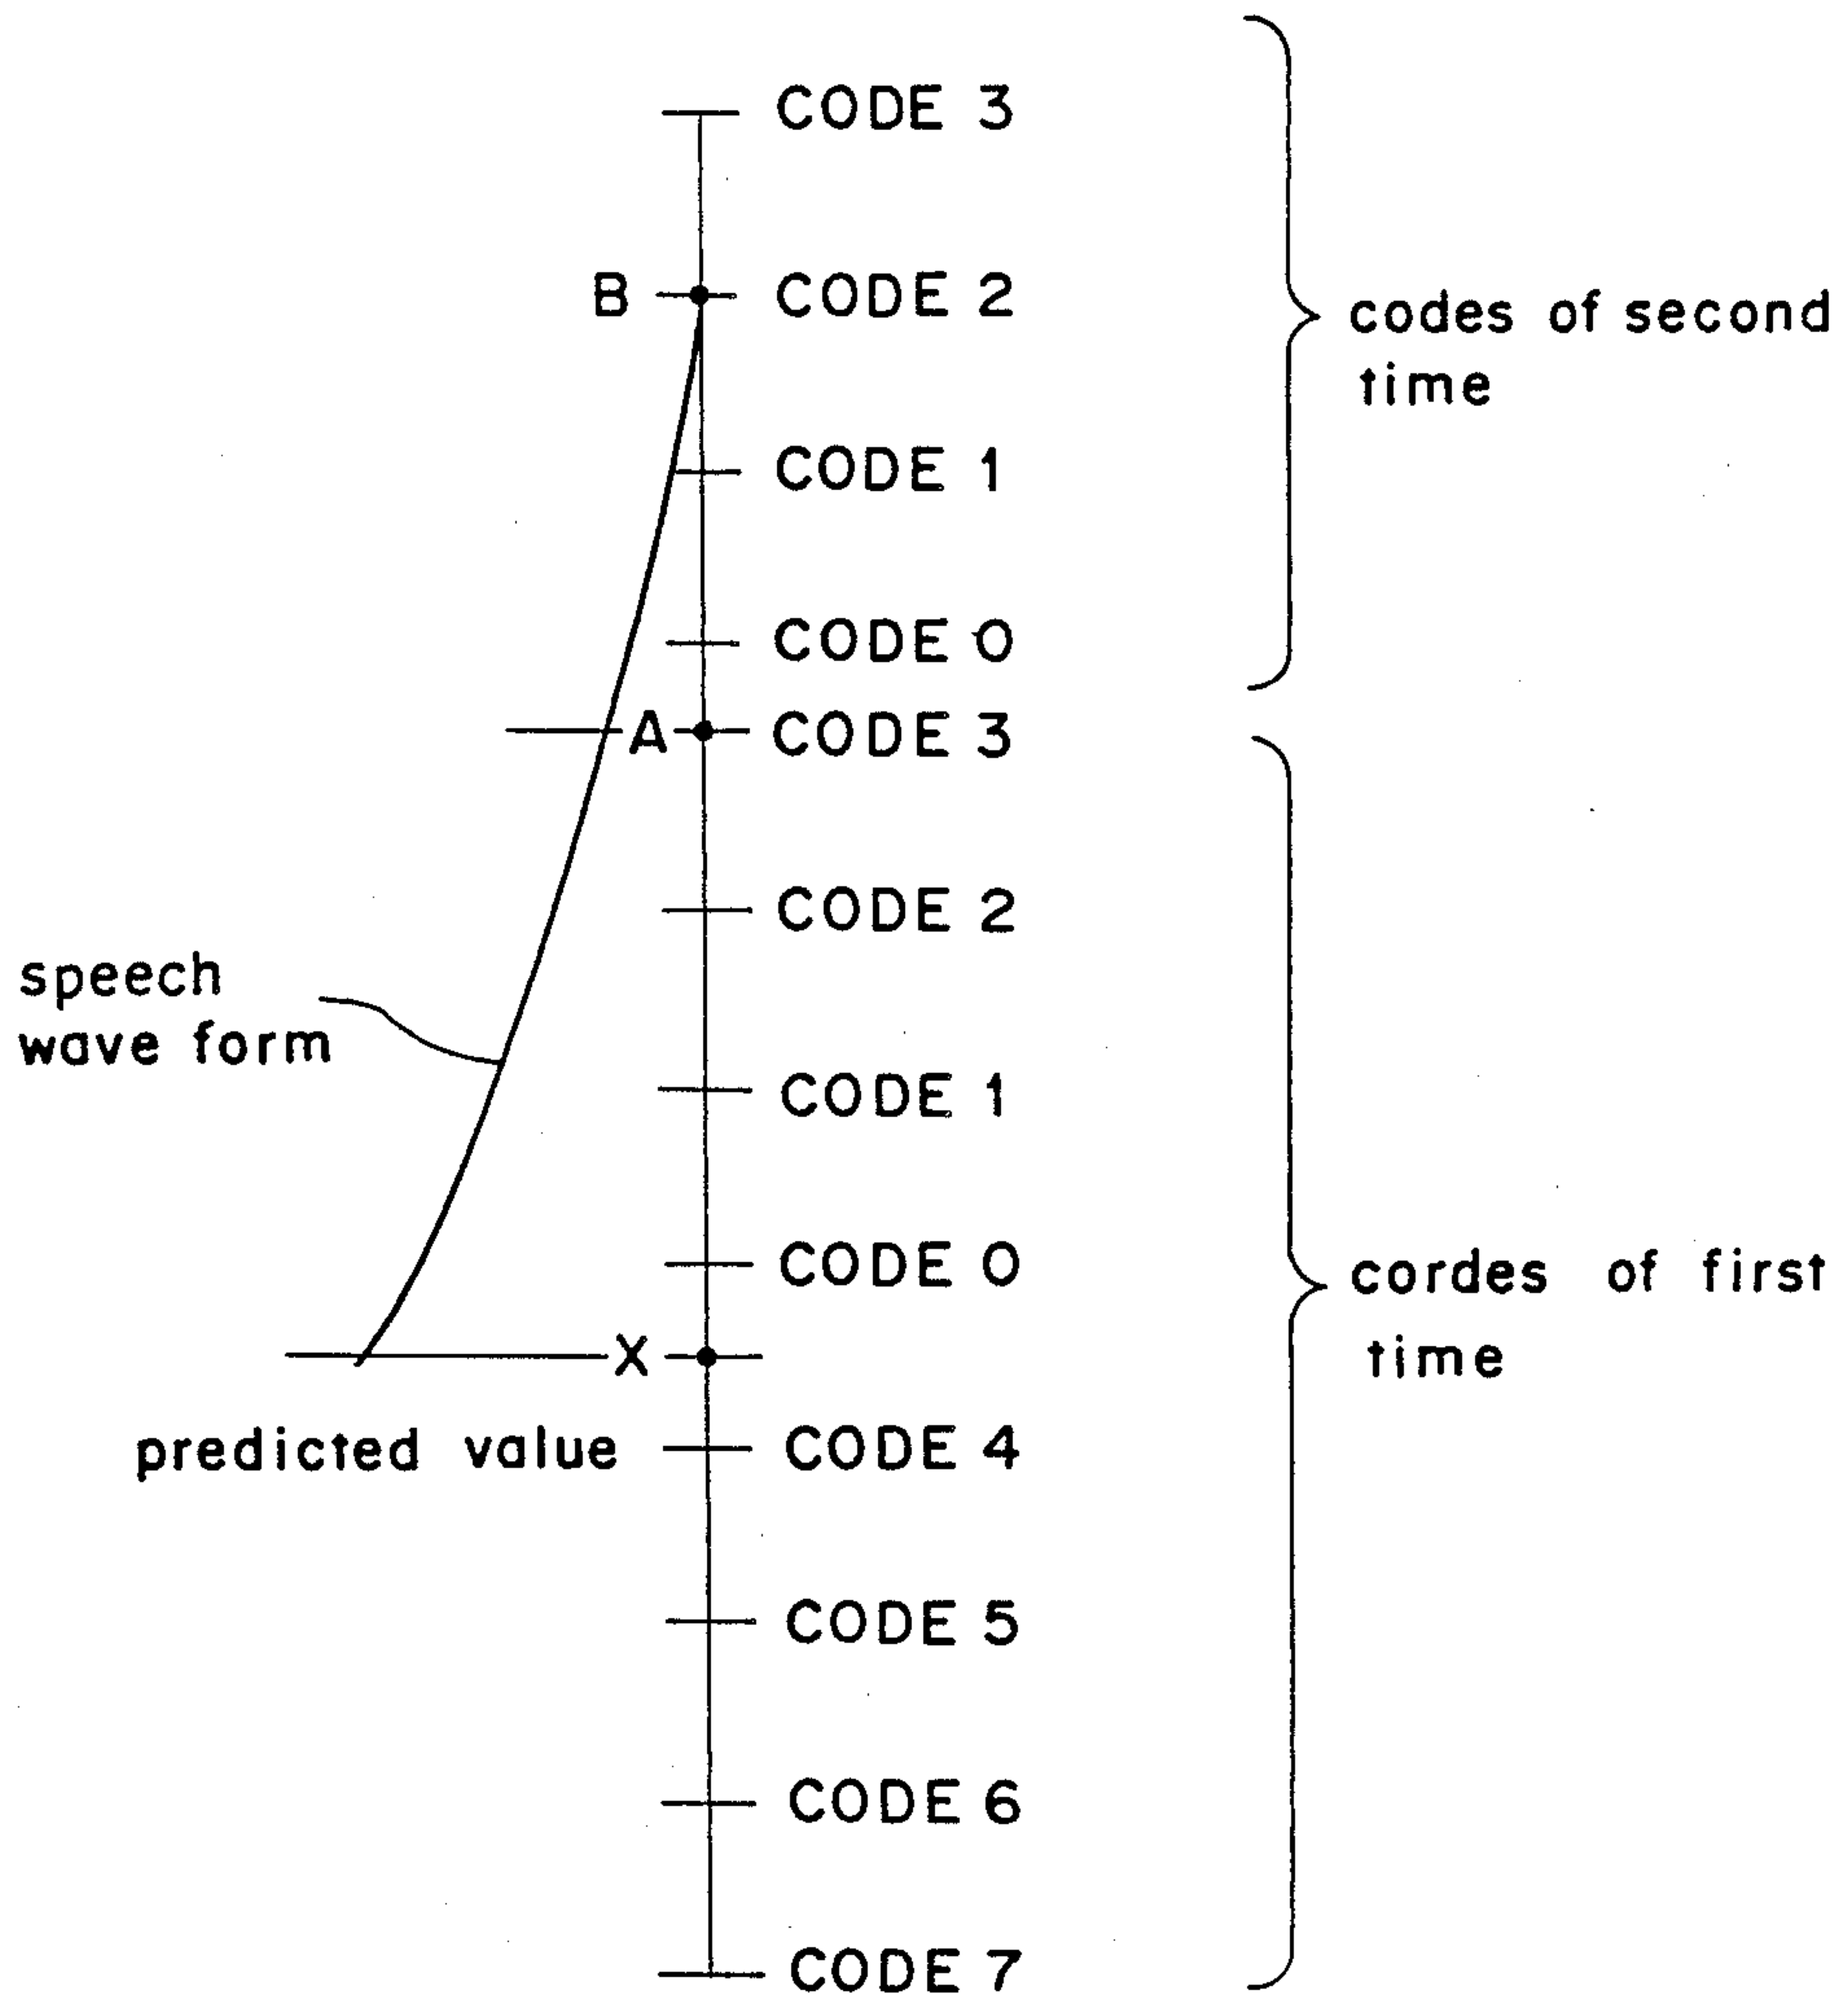 CODE 3
B CODE 2
codes of second
time
CODE 1
CODE 0
A CODE 3
CODE 2
speech
wave form
CODE 1
CODE 0
cordes of first
time
X
predicted value CODE 4
CODE 5
CODE 6
CODE 7